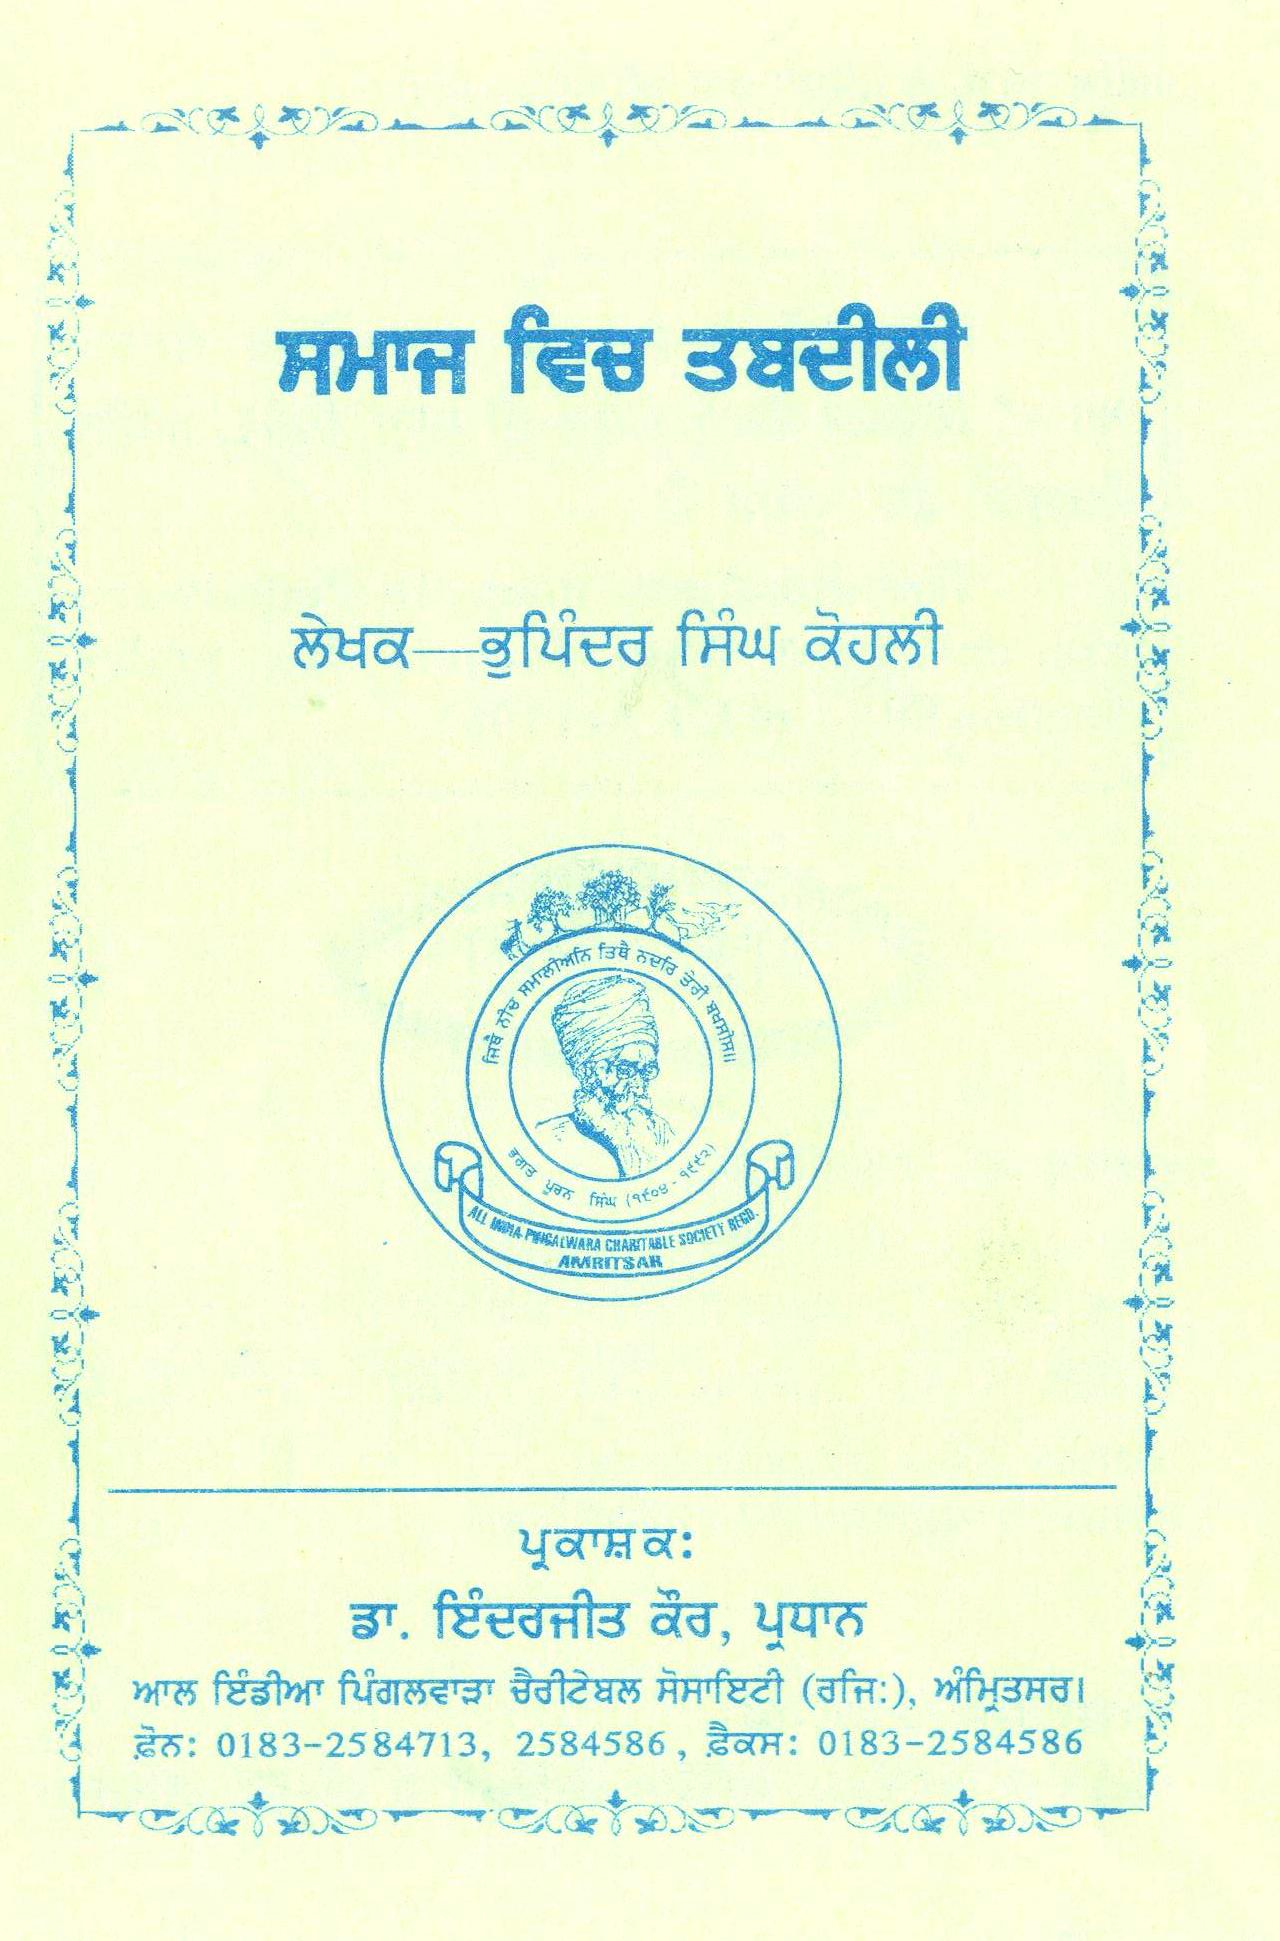 ਸਮਾਜ ਵਿਚ ਤਬਦੀਲੀ
ਲੇਖਕ—ਭੁਪਿੰਦਰ ਸਿੰਘ ਕੋਹਲੀ
ਜਿਥੈ ਨੀਚ ਸਮਾਲੀਅਨਿ ਤਿਥੈ ਨਦਰਿ ਤੇਰੀ ਬਖਸੀਸ॥
ਭਗਤ ਪੂਰਨ ਸਿੰਘ (੧੯੦੪ - ੧੯੯੨)
ALL INDIA PINGALWARA CHARITABLE SOCIETY REGD.
AMRITSAR
ਪ੍ਰਕਾਸ਼ਕ:
ਡਾ. ਇੰਦਰਜੀਤ ਕੌਰ, ਪ੍ਰਧਾਨ
ਆਲ ਇੰਡੀਆ ਪਿੰਗਲਵਾੜਾ ਚੈਰੀਟੇਬਲ ਸੋਸਾਇਟੀ (ਰਜਿ:), ਅੰਮ੍ਰਿਤਸਰ।
ਫ਼ੋਨ: 0183-2584713, 2584586, ਫ਼ੈਕਸ: 0183-2584586